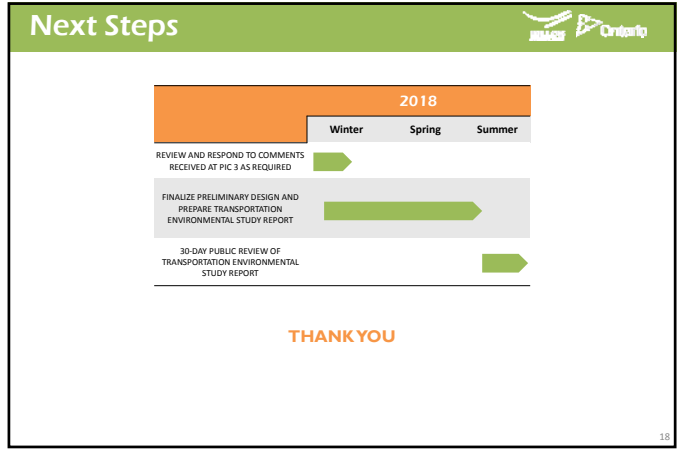 Next Steps
Ontario
2018
Winter Spring Summer
REVIEW AND RESPOND TO COMMENTS
RECEIVED AT PIC 3 AS REQUIRED
FINALIZE PRELIMINARY DESIGN AND
PREPARE TRANSPORTATION
ENVIRONMENTAL STUDY REPORT
30-DAY PUBLIC REVIEW OF
TRANSPORTATION ENVIRONMENTAL
STUDY REPORT
THANK YOU
18